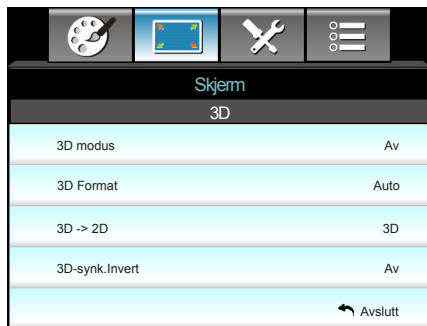 Skjerm
3D
3D modus Av
3D Format Auto
3D -> 2D 3D
3D-synk.Invert Av
Avslutt